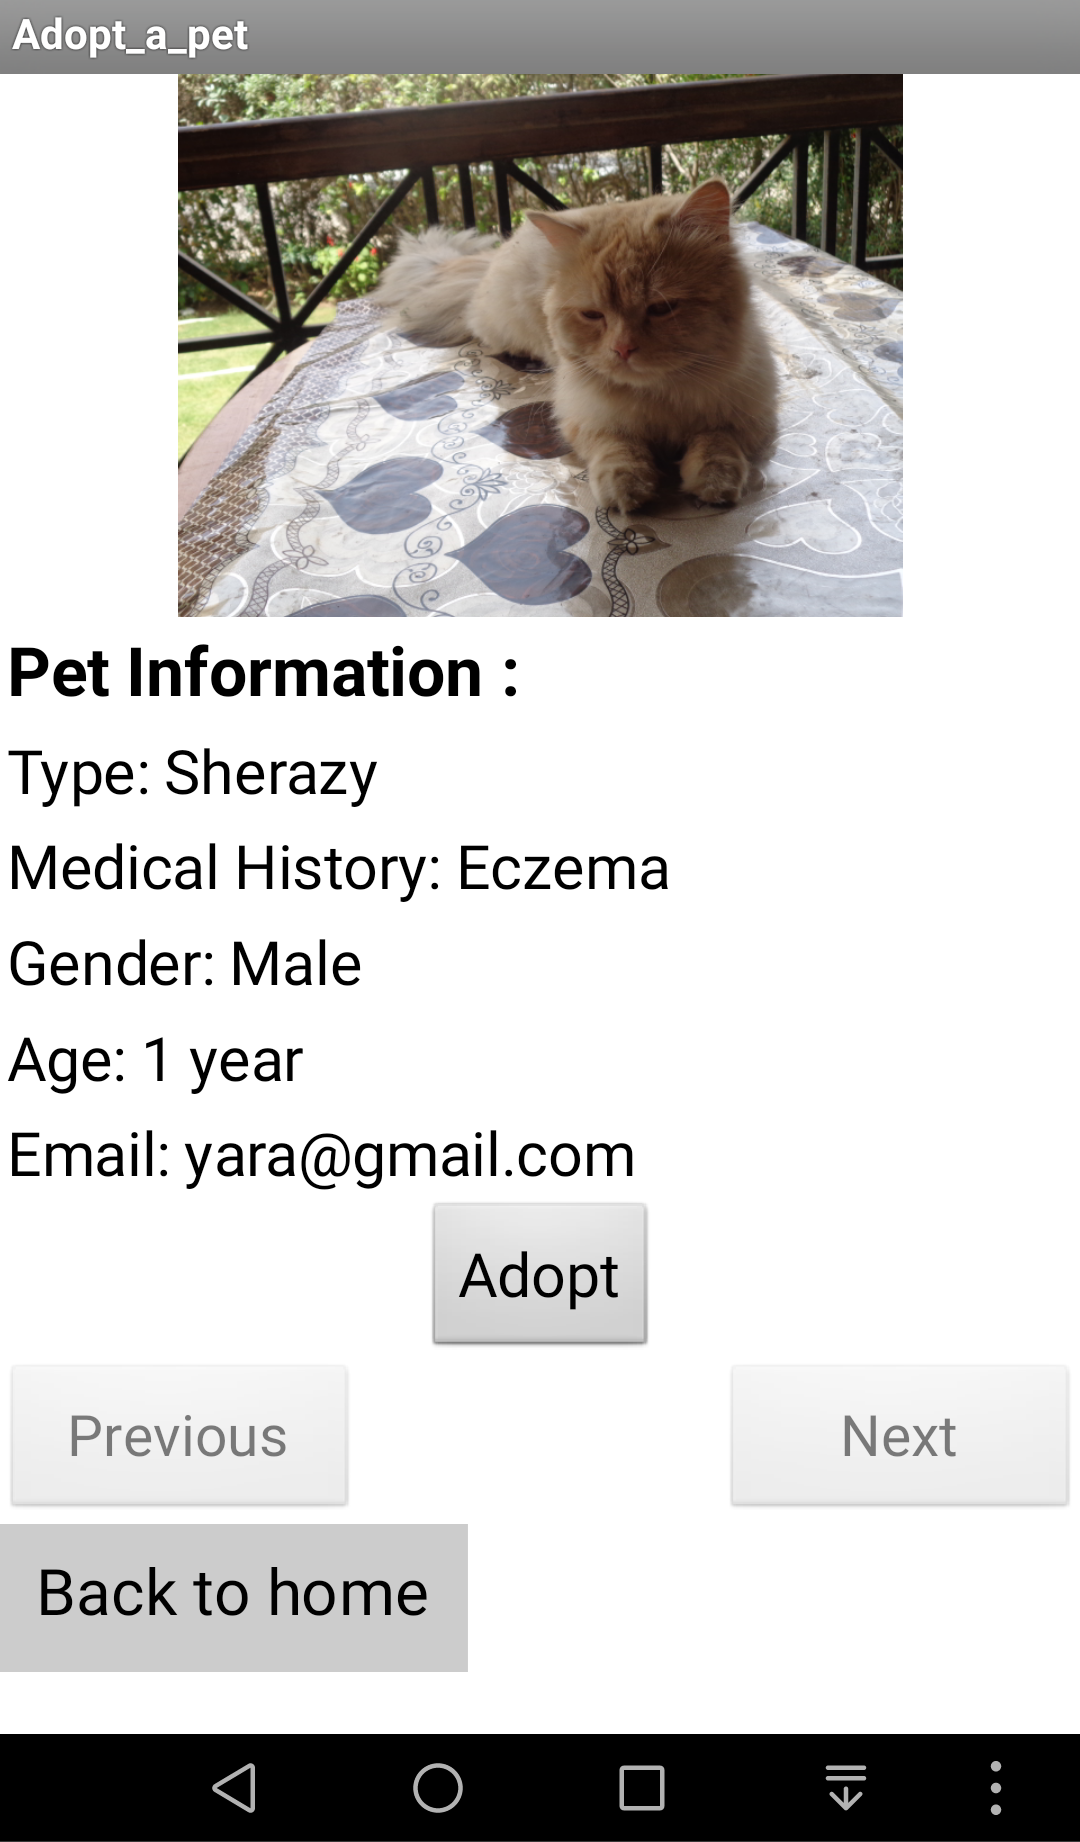 Adopt_a_pet
Pet Information :
Type: Sherazy
Medical History: Eczema
Gender: Male
Age: 1 year
Email: yara@gmail.com
Adopt
Previous
Next
Back to home